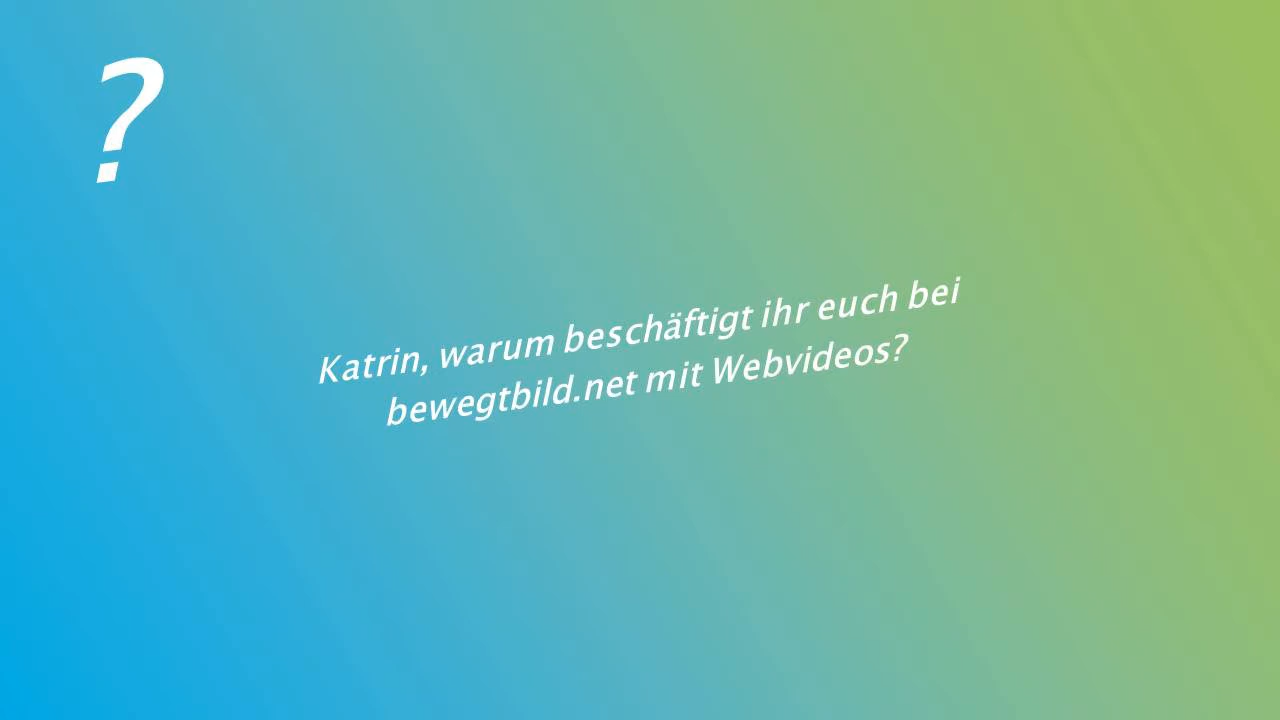 ?
Katrin, warum beschäftigt ihr euch bei
bewegtbild.net mit Webvideos?